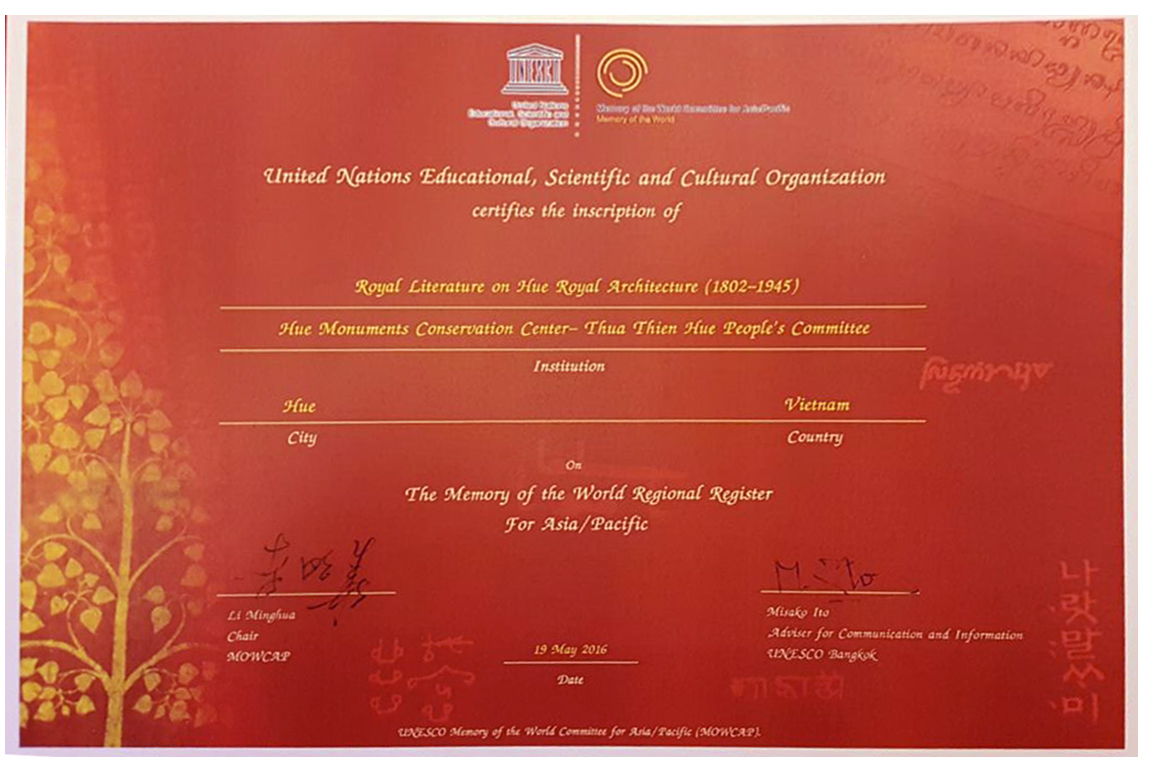 UNESCO
United Nations
Educational, Scientific and
Cultural Organization
Memory of the World Committee for Asia/Pacific
Memory of the World
United Nations Educational, Scientific and Cultural Organization
certifies the inscription of
Royal Literature on Hue Royal Architecture (1802–1945)
Hue Monuments Conservation Center– Thua Thien Hue People's Committee
Institution
Hue Vietnam
City Country
On
The Memory of the World Regional Register
For Asia/Pacific
M. Ito
Li Minghua
Chair
MOWCAP
Misako Ito
Adviser for Communication and Information
UNESCO Bangkok
19 May 2016
Date
나랏말ᄊᆞ미
UNESCO Memory of the World Committee for Asia/Pacific (MOWCAP).